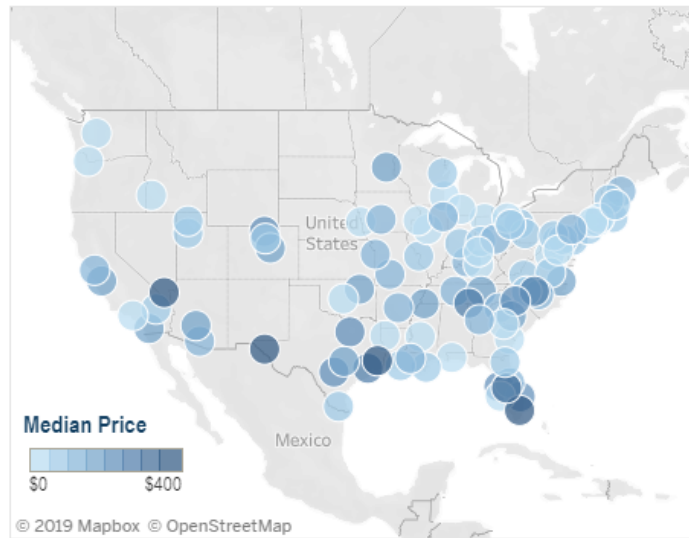 United
States
Mexico
Median Price
$0 $400
© 2019 Mapbox © OpenStreetMap